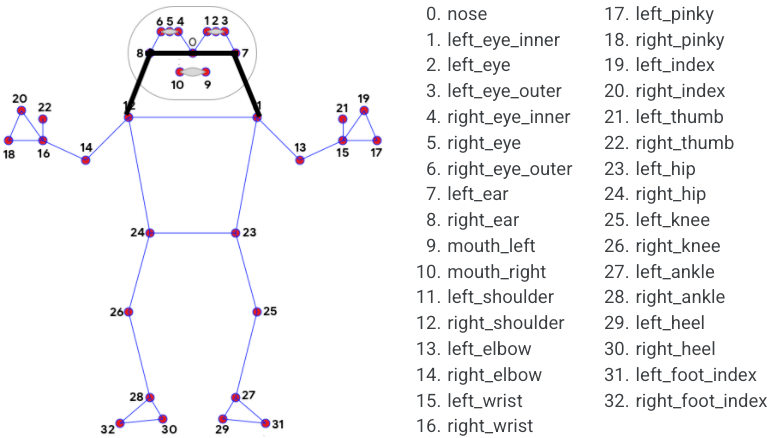 6 5 4 1 2 3
0
8 7
10 9
12
20 22 21 19
18 16 14 13 15 17
24 23
26 25
28 27
32 30 29 31
0. nose
1. left_eye_inner
2. left_eye
3. left_eye_outer
4. right_eye_inner
5. right_eye
6. right_eye_outer
7. left_ear
8. right_ear
9. mouth_left
10. mouth_right
11. left_shoulder
12. right_shoulder
13. left_elbow
14. right_elbow
15. left_wrist
16. right_wrist
17. left_pinky
18. right_pinky
19. left_index
20. right_index
21. left_thumb
22. right_thumb
23. left_hip
24. right_hip
25. left_knee
26. right_knee
27. left_ankle
28. right_ankle
29. left_heel
30. right_heel
31. left_foot_index
32. right_foot_index